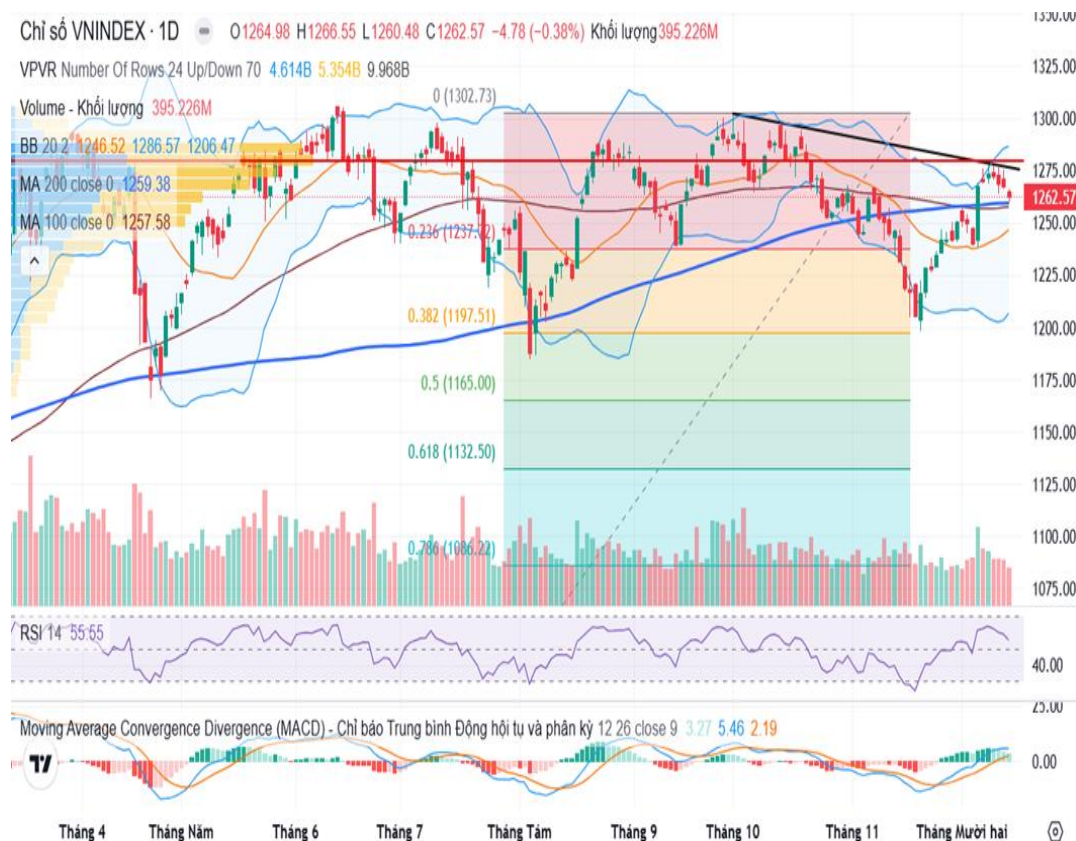 Chỉ số VNINDEX · 1D O1264.98 H1266.55 L1260.48 C1262.57 −4.78 (−0.38%) Khối lượng395.226M
VPVR Number Of Rows 24 Up/Down 70 4.614B 5.354B 9.968B
Volume - Khối lượng 395.226M
BB 20 2 1246.52 1286.57 1206.47
MA 200 close 0 1259.38
MA 100 close 0 1257.58
0 (1302.73)
0.236 (1237.72)
0.382 (1197.51)
0.5 (1165.00)
0.618 (1132.50)
0.786 (1086.22)
1350.00
1325.00
1300.00
1275.00
1262.57
1250.00
1225.00
1200.00
1175.00
1150.00
1125.00
1100.00
1075.00
RSI 14 55.55
40.00
Moving Average Convergence Divergence (MACD) - Chỉ báo Trung bình Động hội tụ và phân kỳ 12 26 close 9 3.27 5.46 2.19
25.00
0.00
Tháng 4 Tháng Năm Tháng 6 Tháng 7 Tháng Tám Tháng 9 Tháng 10 Tháng 11 Tháng Mười hai